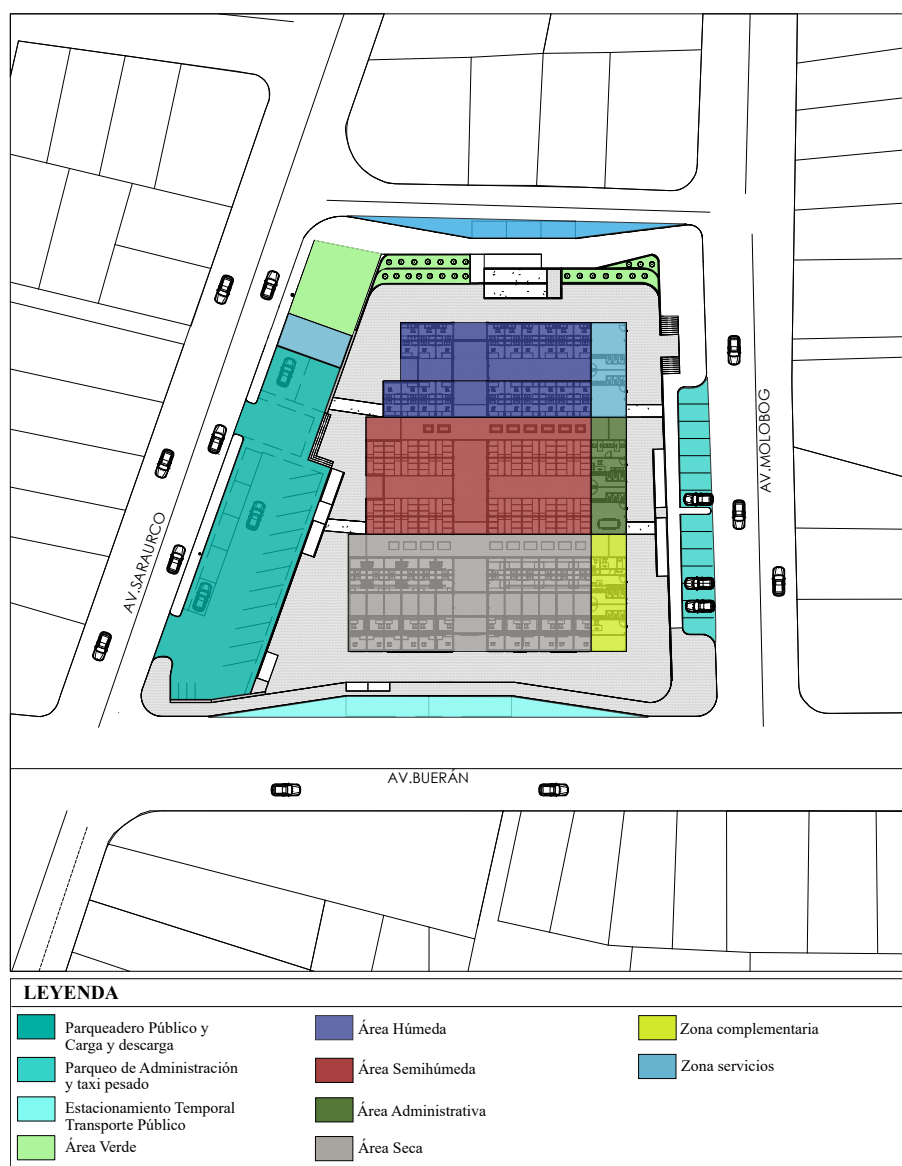 AV.SARAURCO
AV.MOLOBOG
AV.BUERÁN
LEYENDA
Parqueadero Público y
Carga y descarga
Parqueo de Administración
y taxi pesado
Estacionamiento Temporal
Transporte Público
Área Verde
Área Húmeda
Área Semihúmeda
Área Administrativa
Área Seca
Zona complementaria
Zona servicios